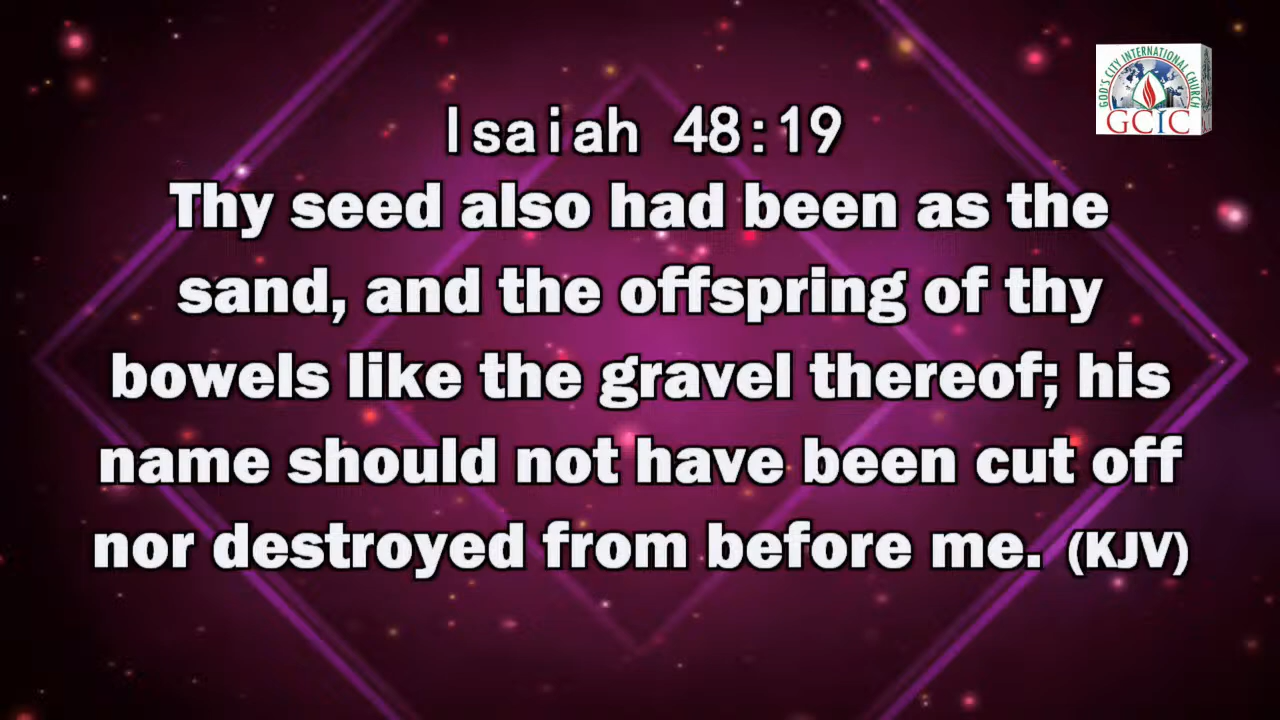 GOD'S CITY INTERNATIONAL CHURCH
GCIC
Isaiah 48:19
Thy seed also had been as the
sand, and the offspring of thy
bowels like the gravel thereof; his
name should not have been cut off
nor destroyed from before me. (KJV)